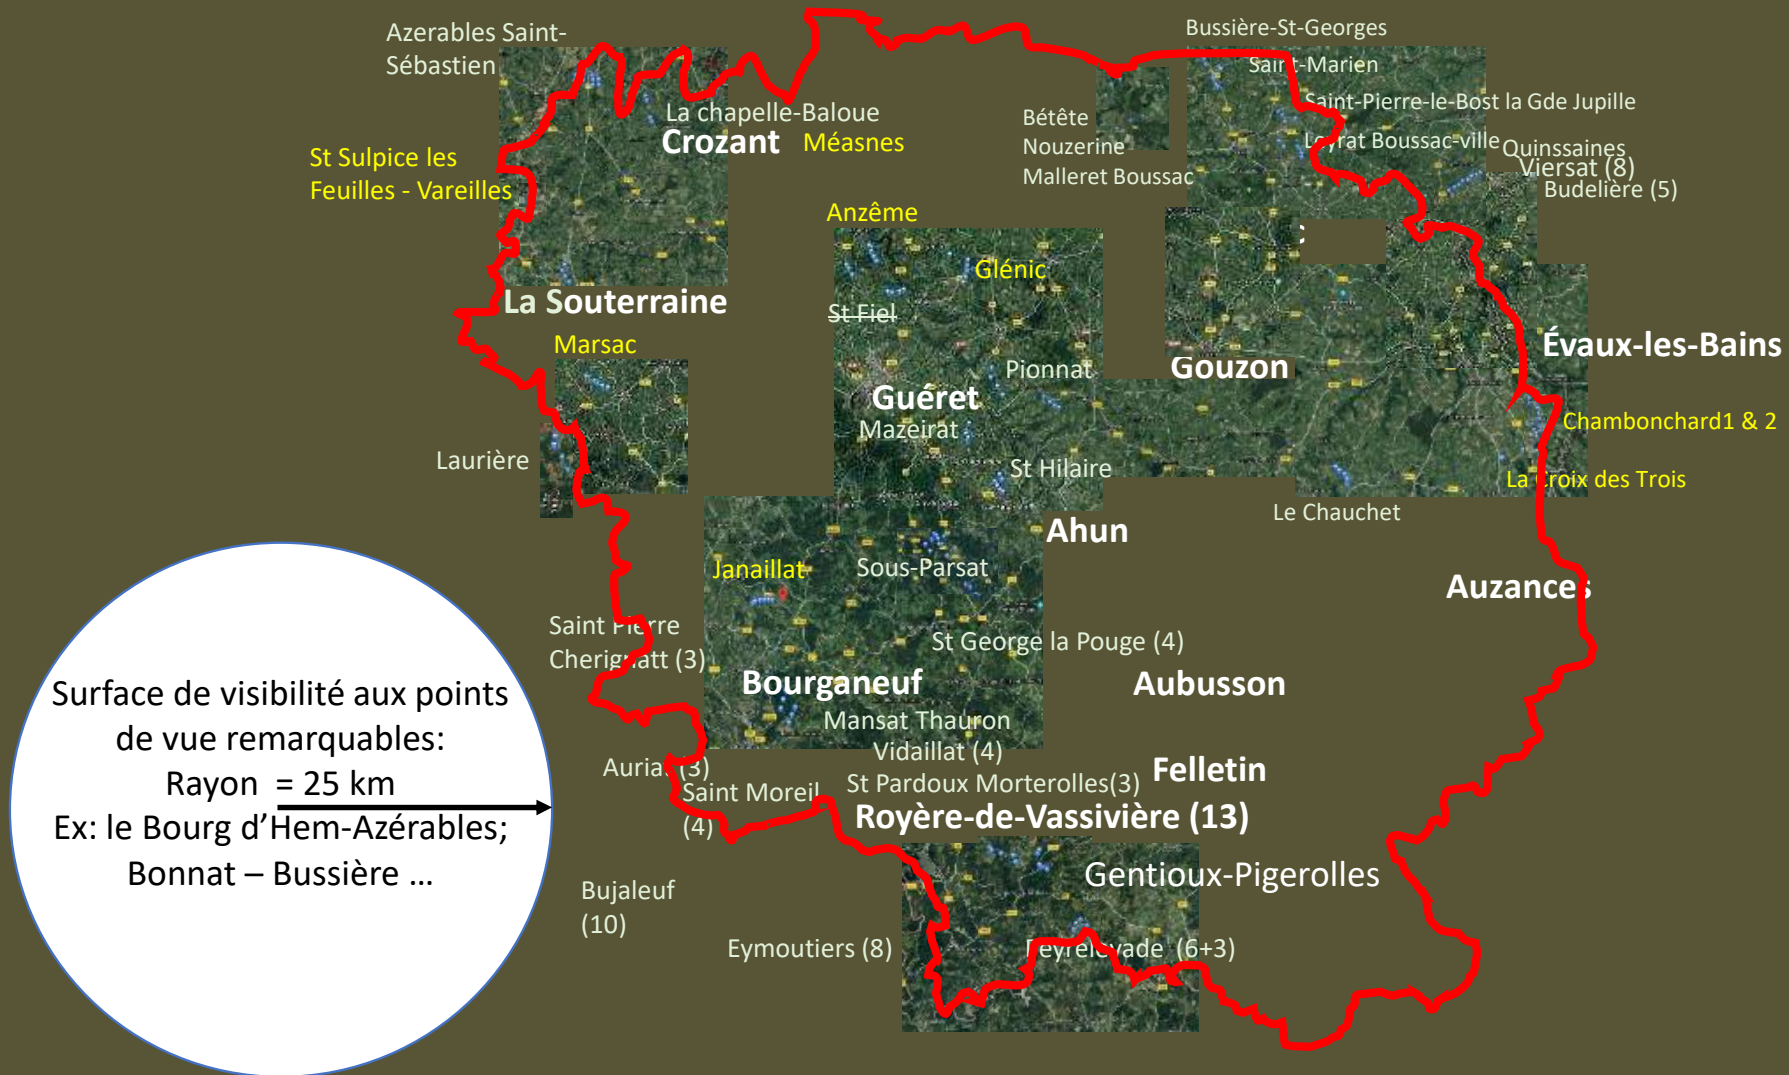 Azerables Saint-
Sébastien
Bussière-St-Georges
Saint-Marien
Saint-Pierre-le-Bost la Gde Jupille
La chapelle-Baloue
Crozant
Méasnes
Bétête
Nouzerine
Malleret Boussac
Leyrat Boussac-ville
Quinssaines
Viersat (8)
Budelière (5)
St Sulpice les
Feuilles - Vareilles
Anzême
Glénic
La Souterraine
St Fiel
Marsac
Évaux-les-Bains
Pionnat
Gouzon
Guéret
Mazeirat
Chambonchard1 & 2
Laurière
St Hilaire
La Croix des Trois
Le Chauchet
Ahun
Janaillat
Sous-Parsat
Auzances
Saint Pierre
Cherignatt (3)
St George la Pouge (4)
Bourganeuf
Aubusson
Mansat Thauron
Vidaillat (4)
Auriat (3)
St Pardoux Morterolles(3)
Felletin
Saint Moreil
(4)
Royère-de-Vassivière (13)
Gentioux-Pigerolles
Bujaleuf
(10)
Eymoutiers (8)
Peyrelevade (6+3)
Surface de visibilité aux points
de vue remarquables:
Rayon = 25 km
Ex: le Bourg d'Hem-Azérables;
Bonnat – Bussière ...